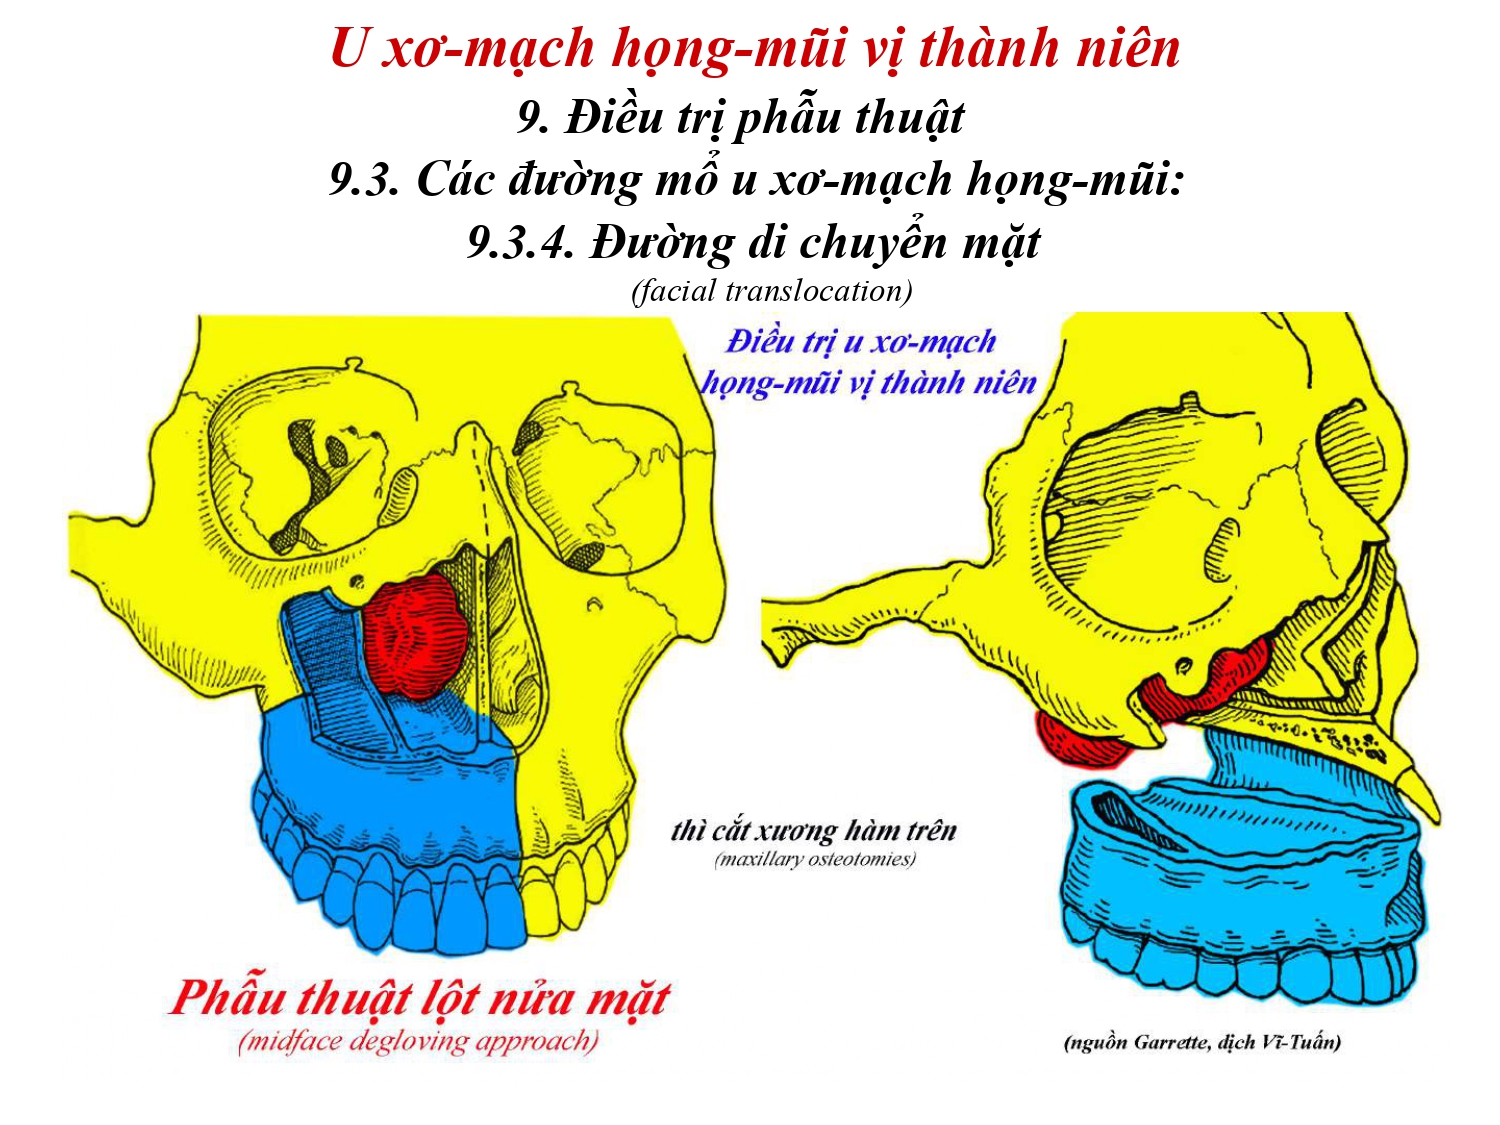 U xơ-mạch họng-mũi vị thành niên
9. Điều trị phẫu thuật
9.3. Các đường mổ u xơ-mạch họng-mũi:
9.3.4. Đường di chuyển mặt
(facial translocation)
Điều trị u xơ-mạch
họng-mũi vị thành niên
thì cắt xương hàm trên
(maxillary osteotomies)
Phẫu thuật lột nửa mặt
(midface degloving approach)
(nguồn Garrette, dịch Vĩ-Tuấn)